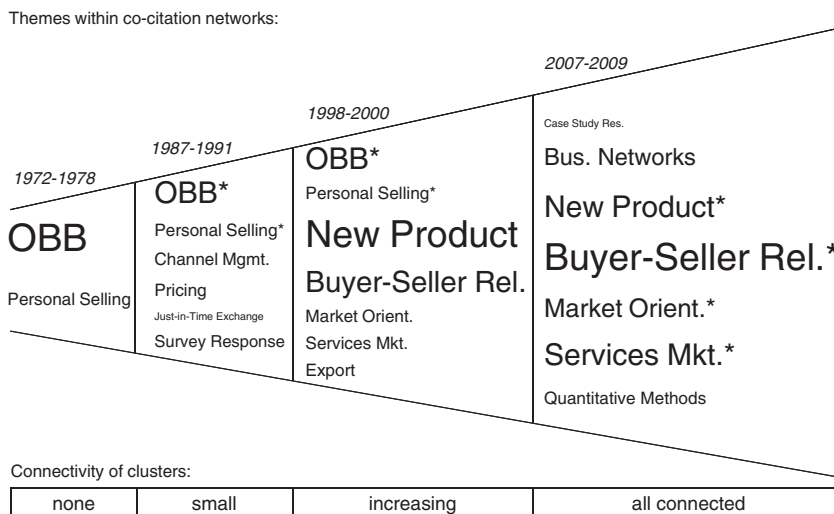 Themes within co-citation networks:
1972-1978
OBB
Personal Selling
1987-1991
OBB*
Personal Selling*
Channel Mgmt.
Pricing
Just-in-Time Exchange
Survey Response
1998-2000
OBB*
Personal Selling*
New Product
Buyer-Seller Rel.
Market Orient.
Services Mkt.
Export
2007-2009
Case Study Res.
Bus. Networks
New Product*
Buyer-Seller Rel.*
Market Orient.*
Services Mkt.*
Quantitative Methods
Connectivity of clusters:
none small increasing all connected